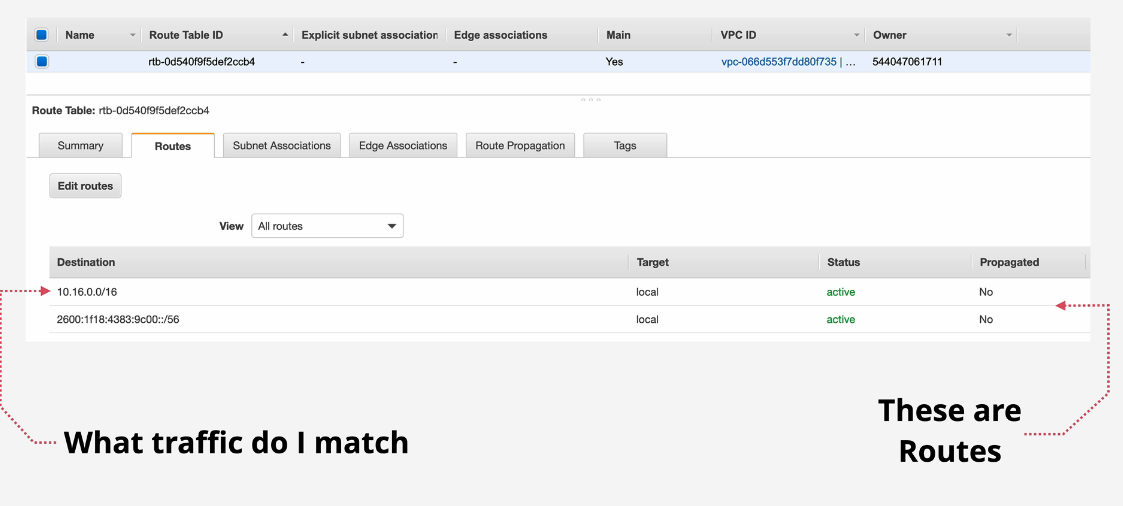 Name Route Table ID Explicit subnet association Edge associations Main VPC ID Owner
rtb-0d540f9f5def2ccb4 - - Yes vpc-066d553f7dd80f735 | ... 544047061711
Route Table: rtb-0d540f9f5def2ccb4
Summary Routes Subnet Associations Edge Associations Route Propagation Tags
Edit routes
View All routes
Destination Target Status Propagated
10.16.0.0/16 local active No
2600:1f18:4383:9c00::/56 local active No
What traffic do I match
These are
Routes